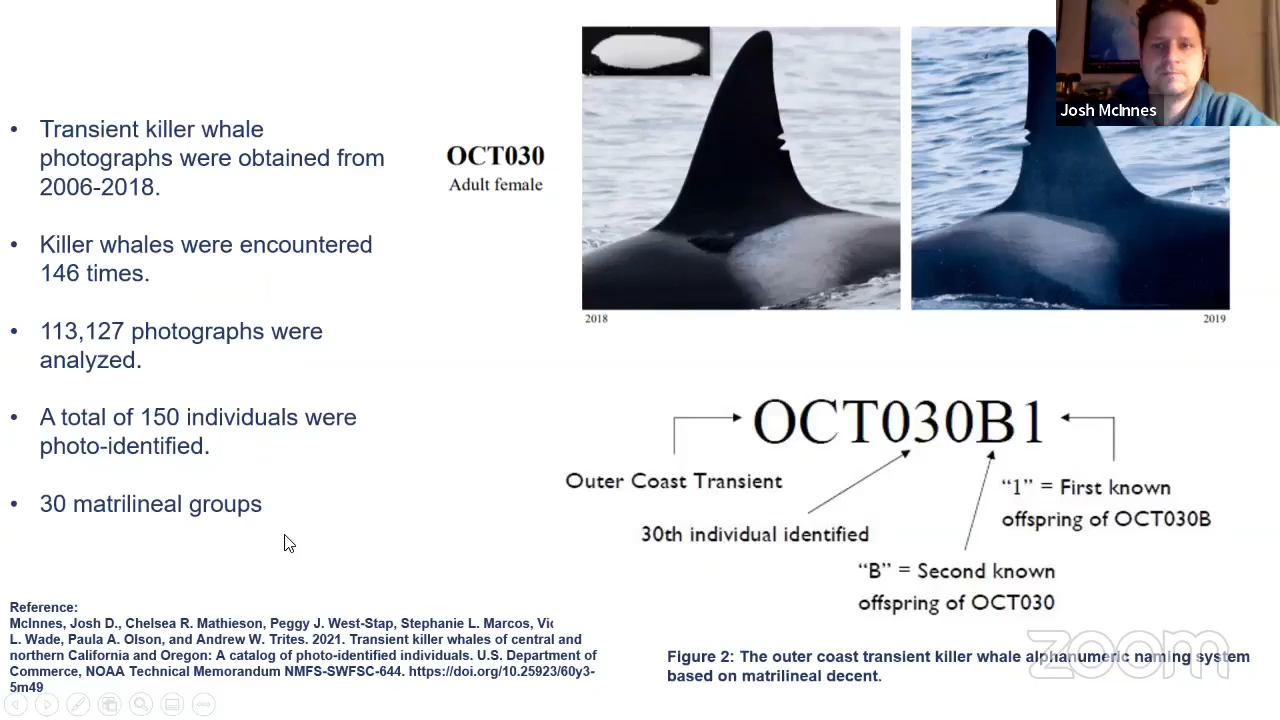 • Transient killer whale
photographs were obtained from
2006-2018.
• Killer whales were encountered
146 times.
• 113,127 photographs were
analyzed.
• A total of 150 individuals were
photo-identified.
• 30 matrilineal groups
Reference:
McInnes, Josh D., Chelsea R. Mathieson, Peggy J. West-Stap, Stephanie L. Marcos,
L. Wade, Paula A. Olson, and Andrew W. Trites. 2021. Transient killer whales of central and
northern California and Oregon: A catalog of photo-identified individuals. U.S. Department of
Commerce, NOAA Technical Memorandum NMFS-SWFSC-644. https://doi.org/10.25923/60y3-
5m49
OCT030
Adult female
2018
2019
Josh McInnes
OCT030B1
Outer Coast Transient
30th individual identified
"B" = Second known
offspring of OCT030
"1" = First known
offspring of OCT030B
Figure 2: The outer coast transient killer whale alphanumeric naming system
based on matrilineal decent.
zoom